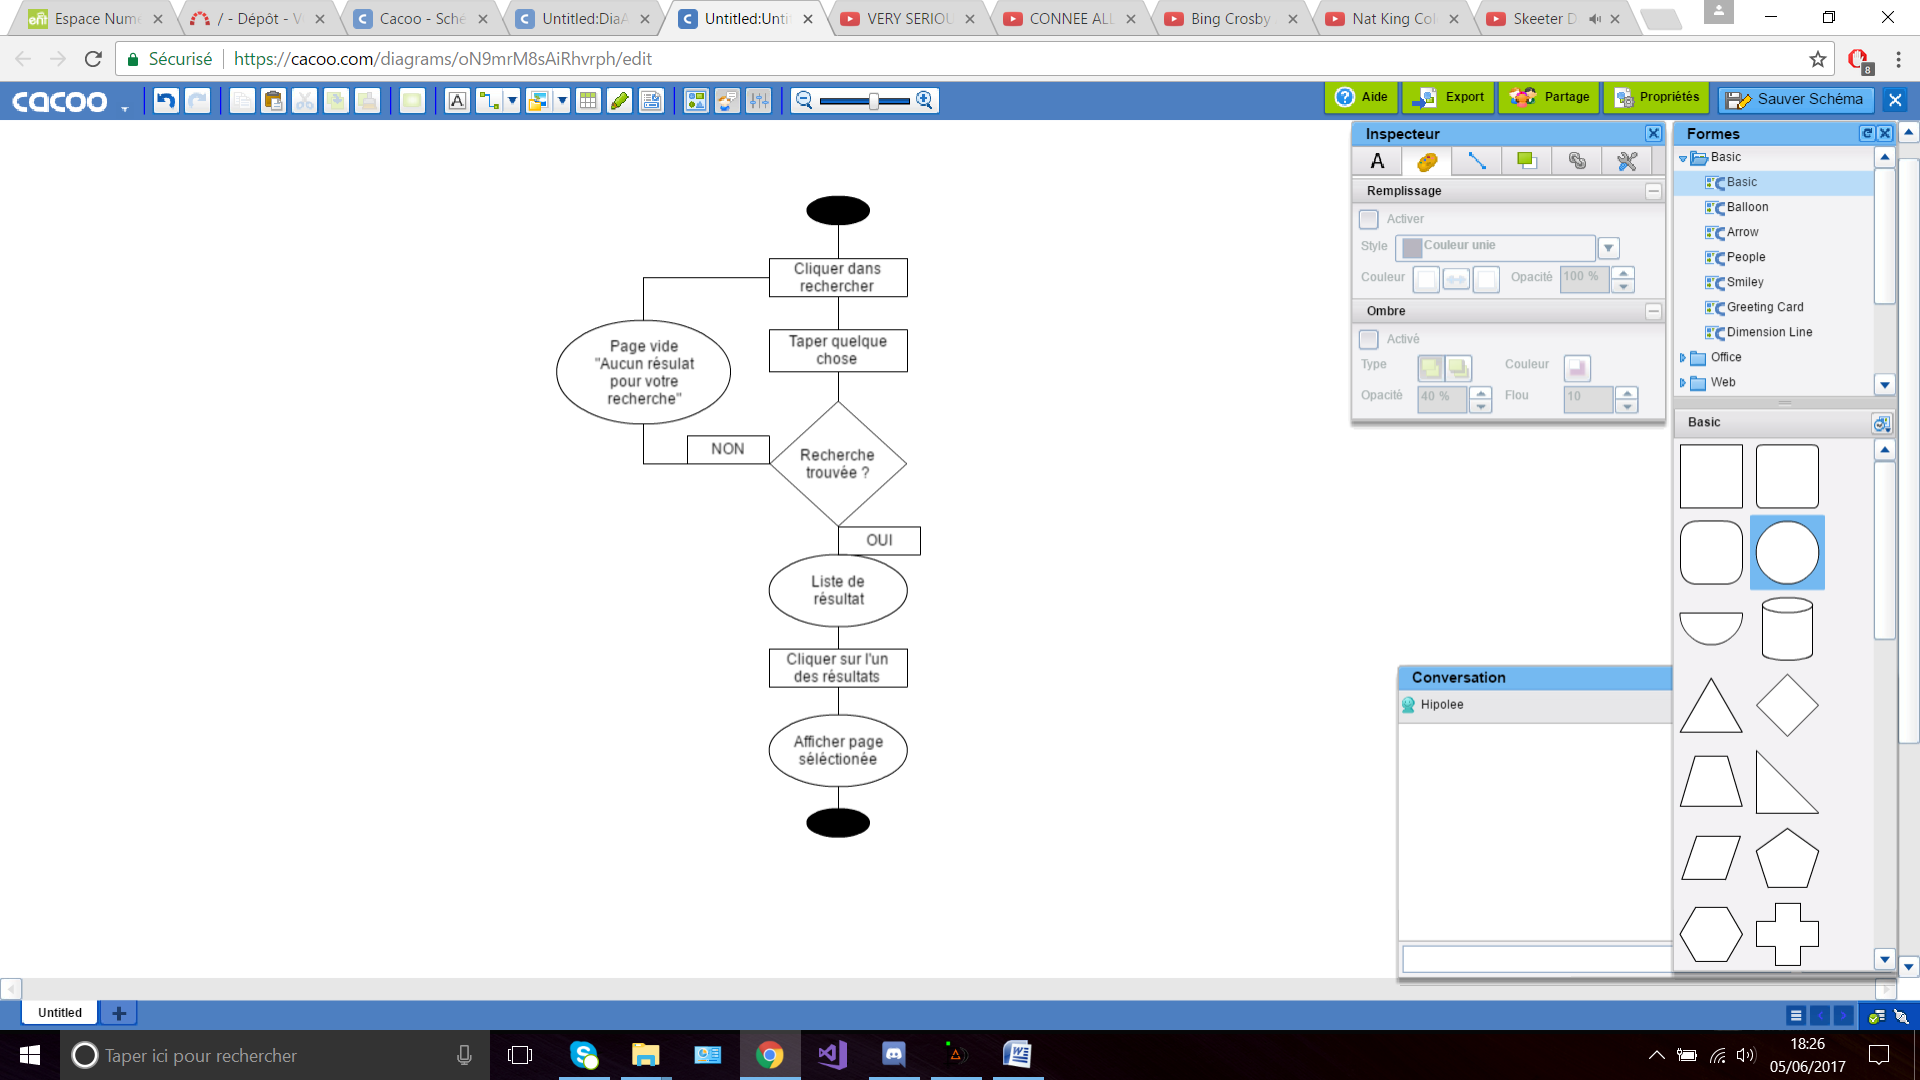 Espace Num
/ - Dépôt - V
Cacoo - Sché
Untitled:Dia
Untitled:Unti
VERY SERIOU
CONNEE ALL
Bing Crosby
Nat King Co
Skeeter D
Sécurisé
https://cacoo.com/diagrams/oN9mrM8sAiRhvrph/edit
8
cacoo
A
Aide
Export
Partage
Propriétés
Sauver Schéma
Inspecteur
A
Remplissage
Activer
Style
Couleur unie
Couleur
Opacité
100 %
Ombre
Activé
Type
Couleur
Opacité
40 %
Flou
10
Formes
Basic
Basic
Balloon
Arrow
People
Smiley
Greeting Card
Dimension Line
Office
Web
Basic
Cliquer dans
rechercher
Taper quelque
chose
Page vide
"Aucun résulat
pour votre
recherche"
NON
Recherche
trouvée ?
OUI
Liste de
résultat
Cliquer sur l'un
des résultats
Afficher page
séléctionée
Conversation
Hipolee
Untitled
Taper ici pour rechercher
18:26
05/06/2017